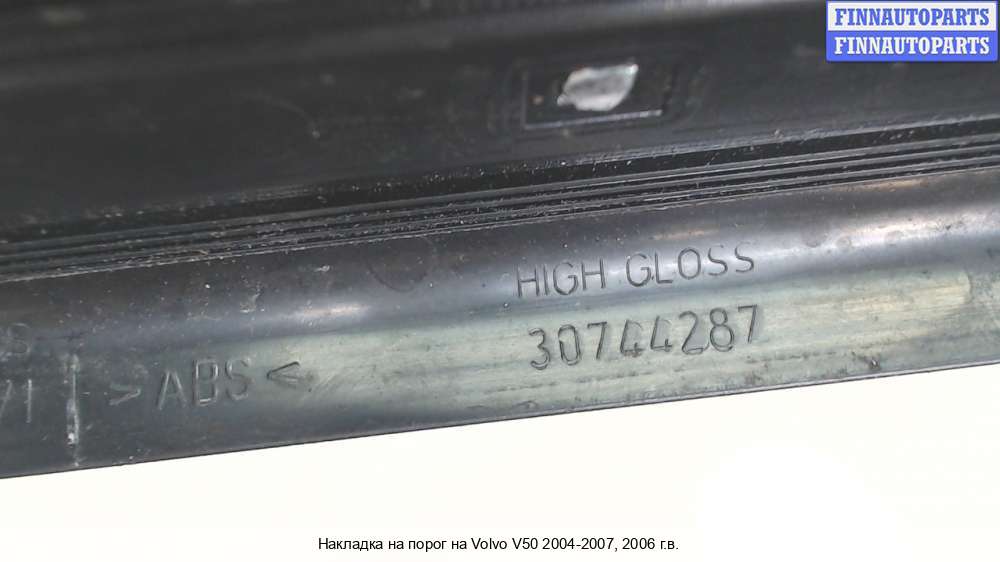 FINNAUTOPARTS
FINNAUTOPARTS
HIGH GLOSS
30744287
>ABS<
Накладка на порог на Volvo V50 2004-2007, 2006 г.в.